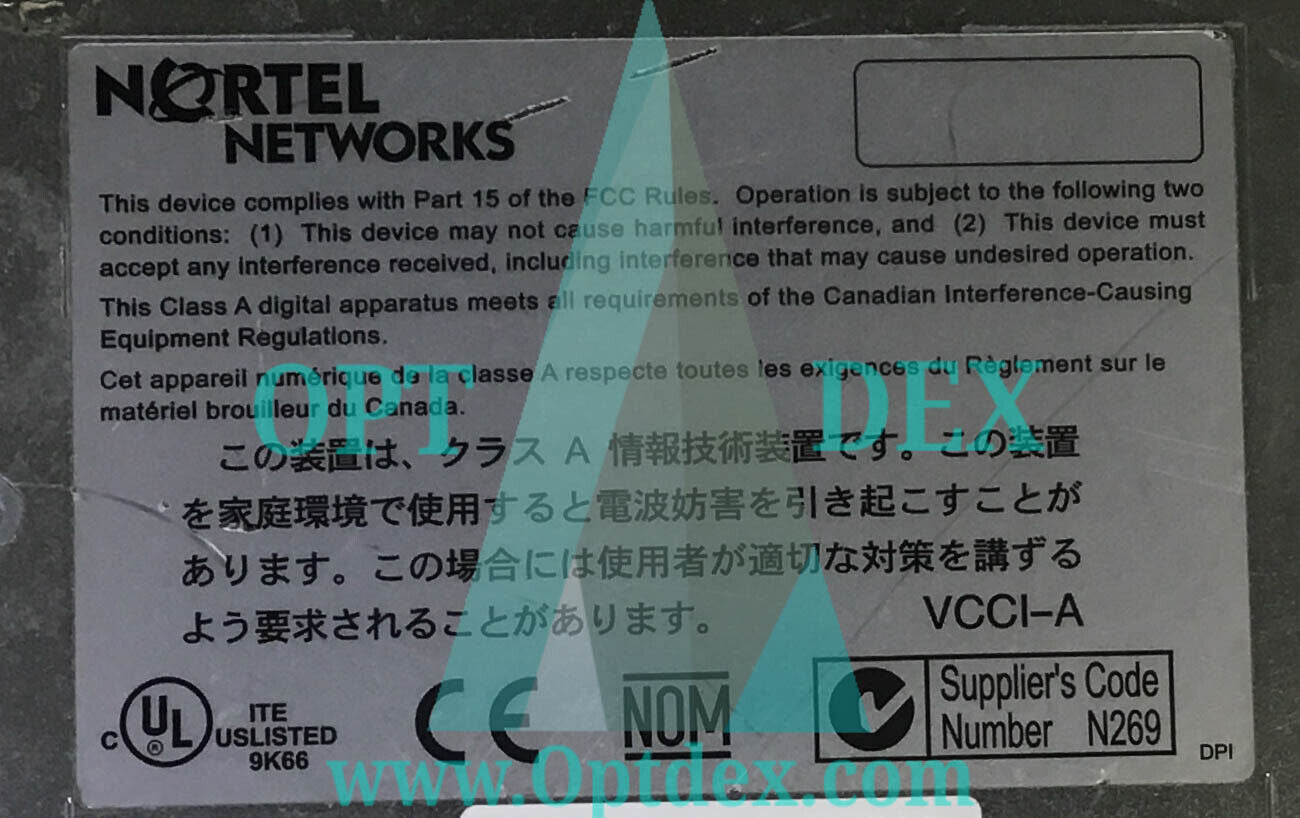 NORTEL
NETWORKS
This device complies with Part 15 of the FCC Rules. Operation is subject to the following two
conditions: (1) This device may not cause harmful interference, and (2) This device must
accept any interference received, including interference that may cause undesired operation.
This Class A digital apparatus meets all requirements of the Canadian Interference-Causing
Equipment Regulations.
Cet appareil numérique de la classe A respecte toutes les exigences du Règlement sur le
matériel brouilleur du Canada.
OPT DEX
この装置は、クラス A 情報技術装置です。この装置
を家庭環境で使用すると電波妨害を引き起こすことが
あります。この場合には使用者が適切な対策を講ずる
よう要求されることがあります。 VCCI-A
C UL ® ITE
USLISTED
9K66
CE
NOM
Supplier's Code
Number N269
DPI
www.Optdex.com